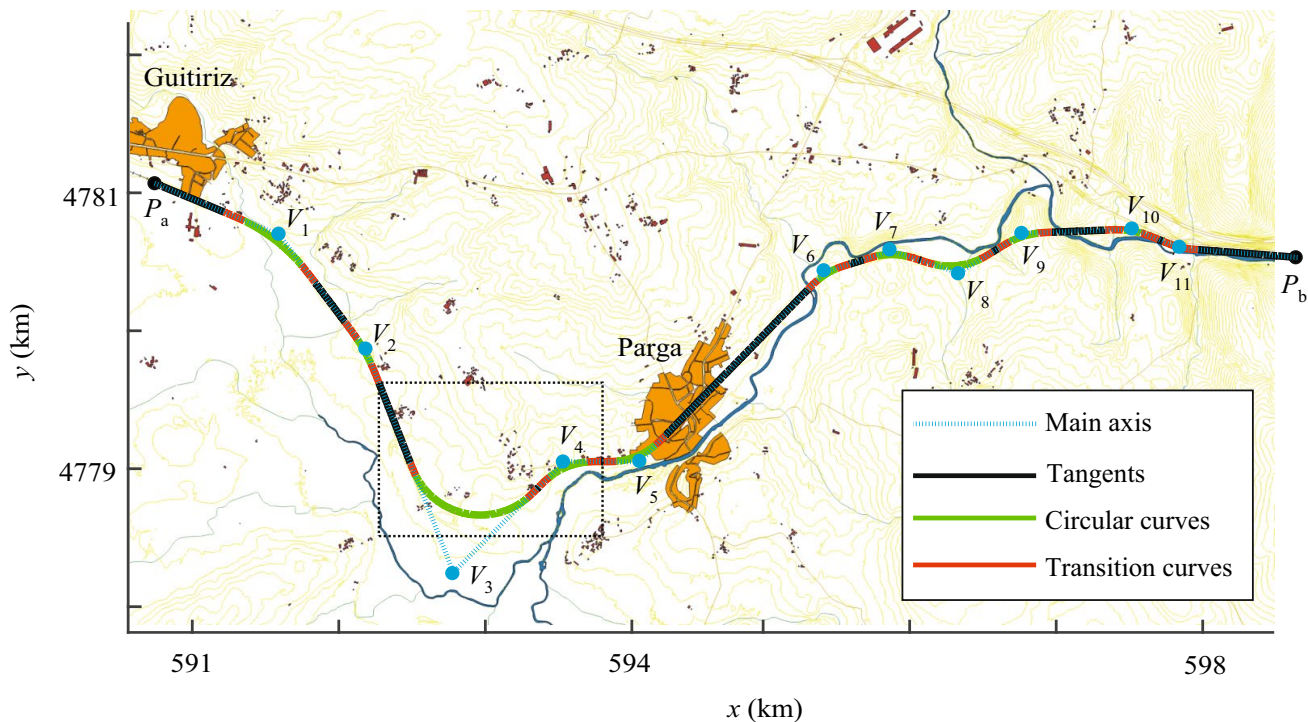 Guitiriz
4781
Pa
V1
V10
V7
V6
V9
V11
V8
Pb
V2
Parga
y (km)
Main axis
V4
4779
V5
Tangents
Circular curves
V3
Transition curves
591
594
598
x (km)